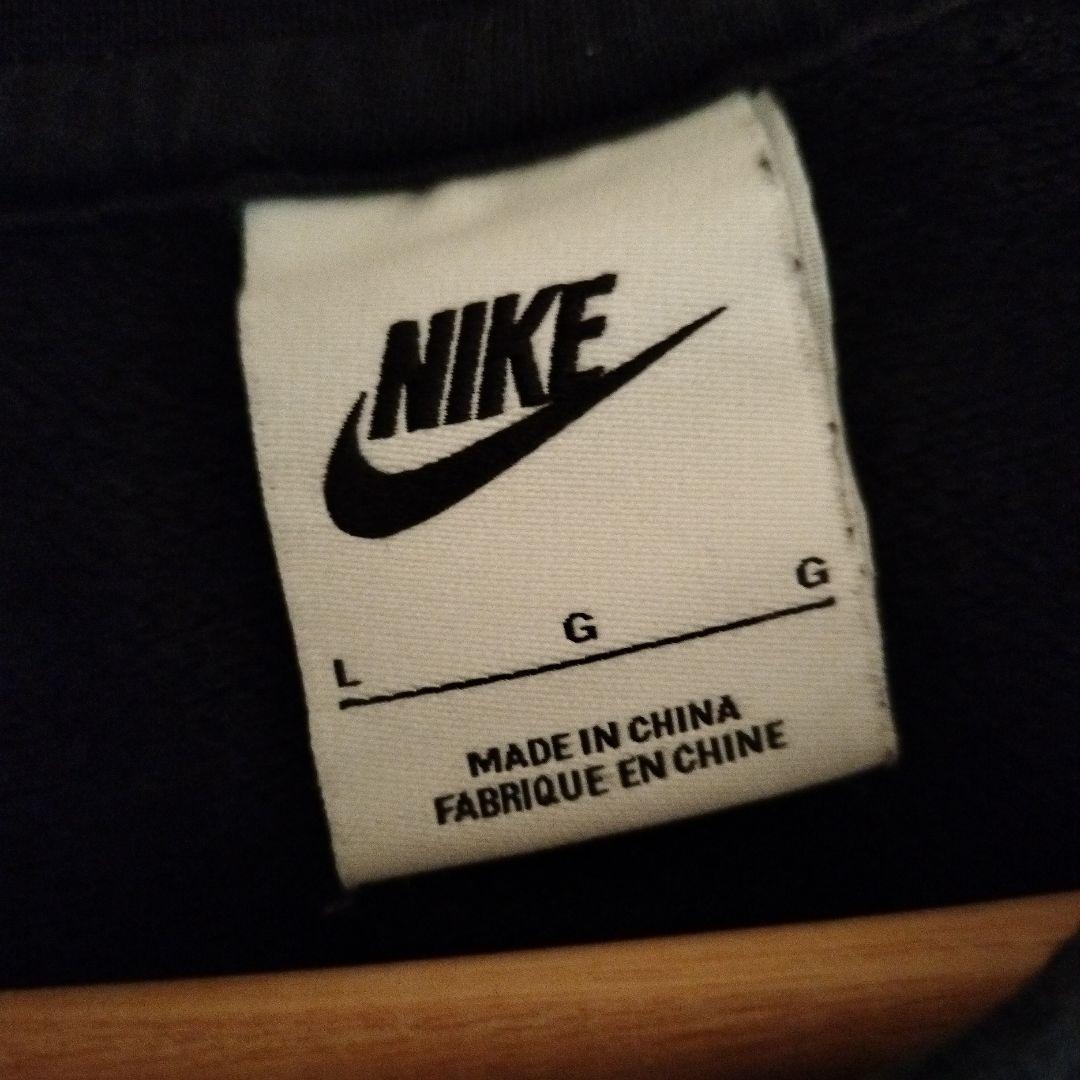 NIKE
L G G
MADE IN CHINA
FABRIQUE EN CHINE